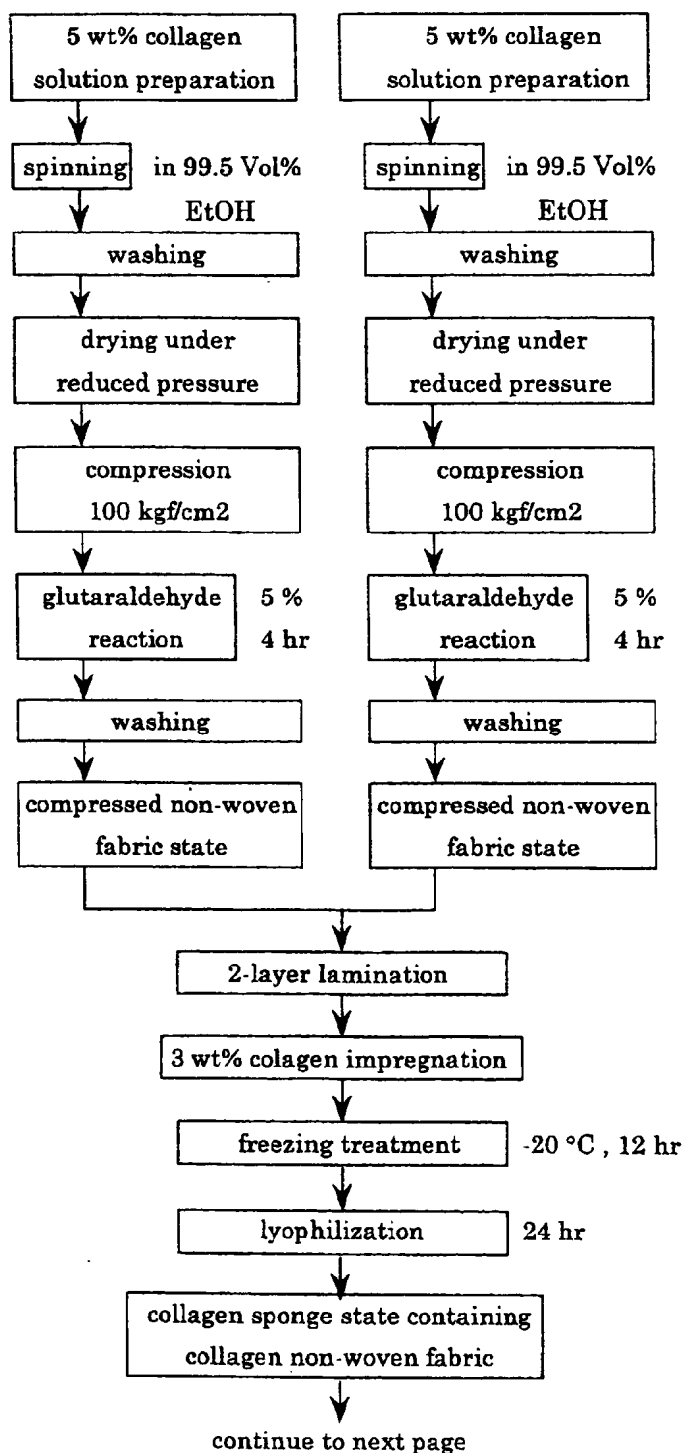 5 wt% collagen
solution preparation
spinning in 99.5 Vol%
EtOH
washing
drying under
reduced pressure
compression
100 kgf/cm2
glutaraldehyde 5 %
reaction 4 hr
washing
compressed non-woven
fabric state
5 wt% collagen
solution preparation
spinning in 99.5 Vol%
EtOH
washing
drying under
reduced pressure
compression
100 kgf/cm2
glutaraldehyde 5 %
reaction 4 hr
washing
compressed non-woven
fabric state
2-layer lamination
3 wt% colagen impregnation
freezing treatment -20 °C , 12 hr
lyophilization 24 hr
collagen sponge state containing
collagen non-woven fabric
continue to next page